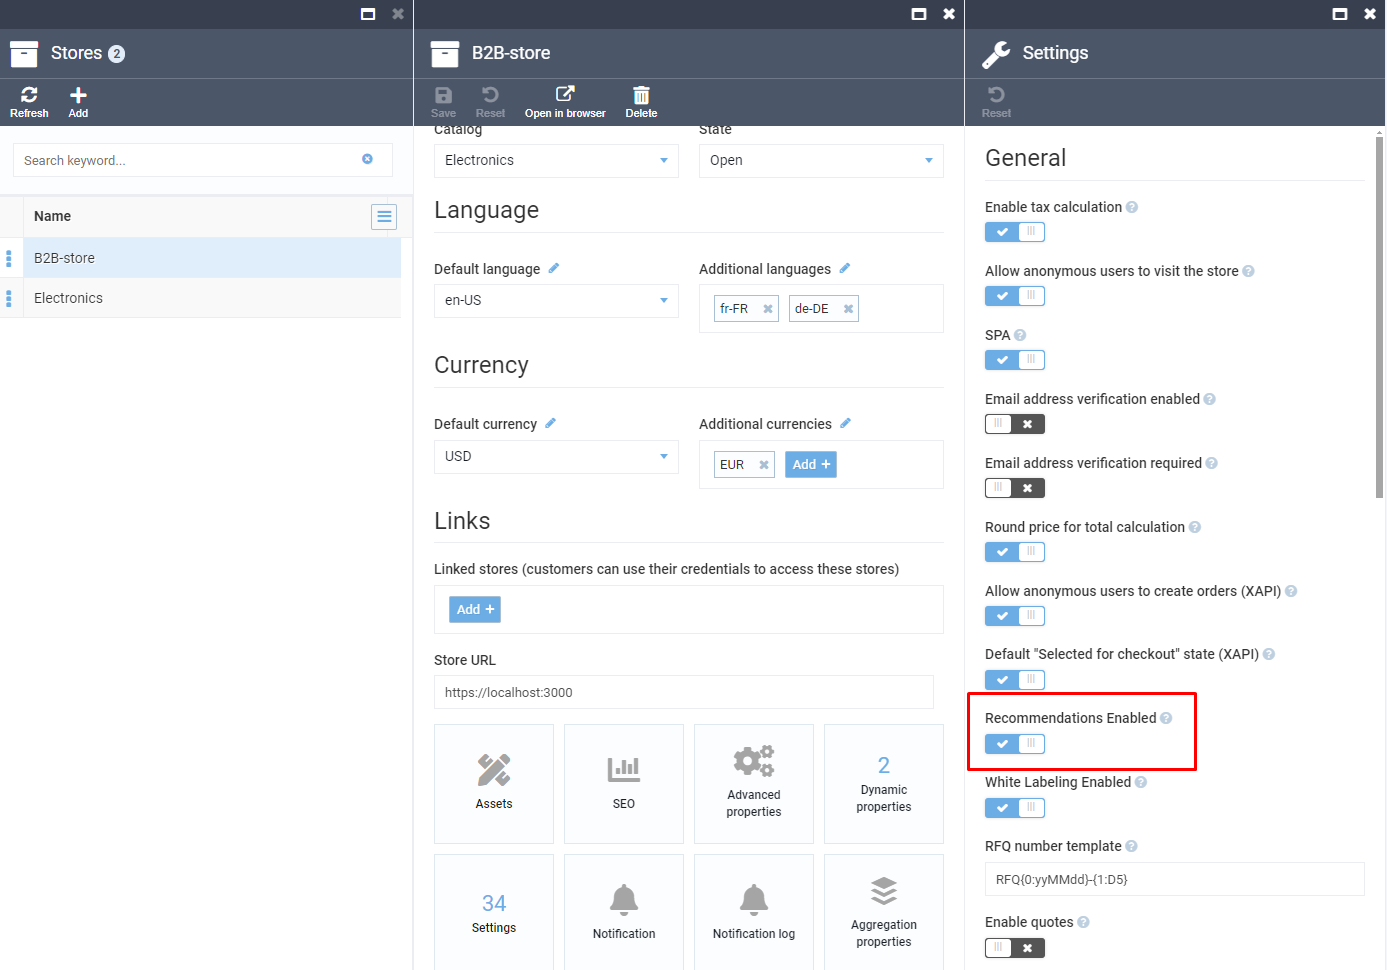 Stores 2
Refresh
Add
Search keyword...
Name
B2B-store
Electronics
B2B-store
Save
Reset
Open in browser
Delete
Catalog
State
Electronics
Open
Language
Default language
Additional languages
en-US
fr-FR
de-DE
Currency
Default currency
Additional currencies
USD
EUR
Add +
Links
Linked stores (customers can use their credentials to access these stores)
Add +
Store URL
https://localhost:3000
Assets
SEO
Advanced
properties
2
Dynamic
properties
34
Settings
Notification
Notification log
Aggregation
properties
Settings
Reset
General
Enable tax calculation ?
Allow anonymous users to visit the store ?
SPA ?
Email address verification enabled ?
Email address verification required ?
Round price for total calculation ?
Allow anonymous users to create orders (XAPI) ?
Default "Selected for checkout" state (XAPI) ?
Recommendations Enabled ?
White Labeling Enabled ?
RFQ number template ?
RFQ{0:yyMMdd}-{1:D5}
Enable quotes ?